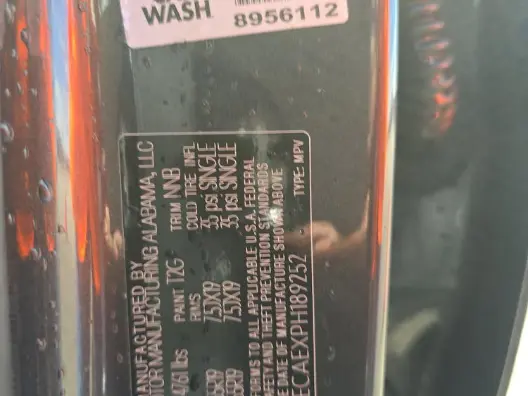 WASH
8956112
MANUFACTURED BY
MOTOR MANUFACTURING ALABAMA, LLC
4761 lbs PAINT T2G TRIM NNB
RIMS COLD TIRE INFL
7.5JX19 35 psi SINGLE
7.5JX19 35 psi SINGLE
FORMS TO ALL APPLICABLE U.S.A. FEDERAL
SAFETY AND THEFT PREVENTION STANDARDS
DATE OF MANUFACTURE SHOWN ABOVE
ECAEXPH189252 TYPE: MPV